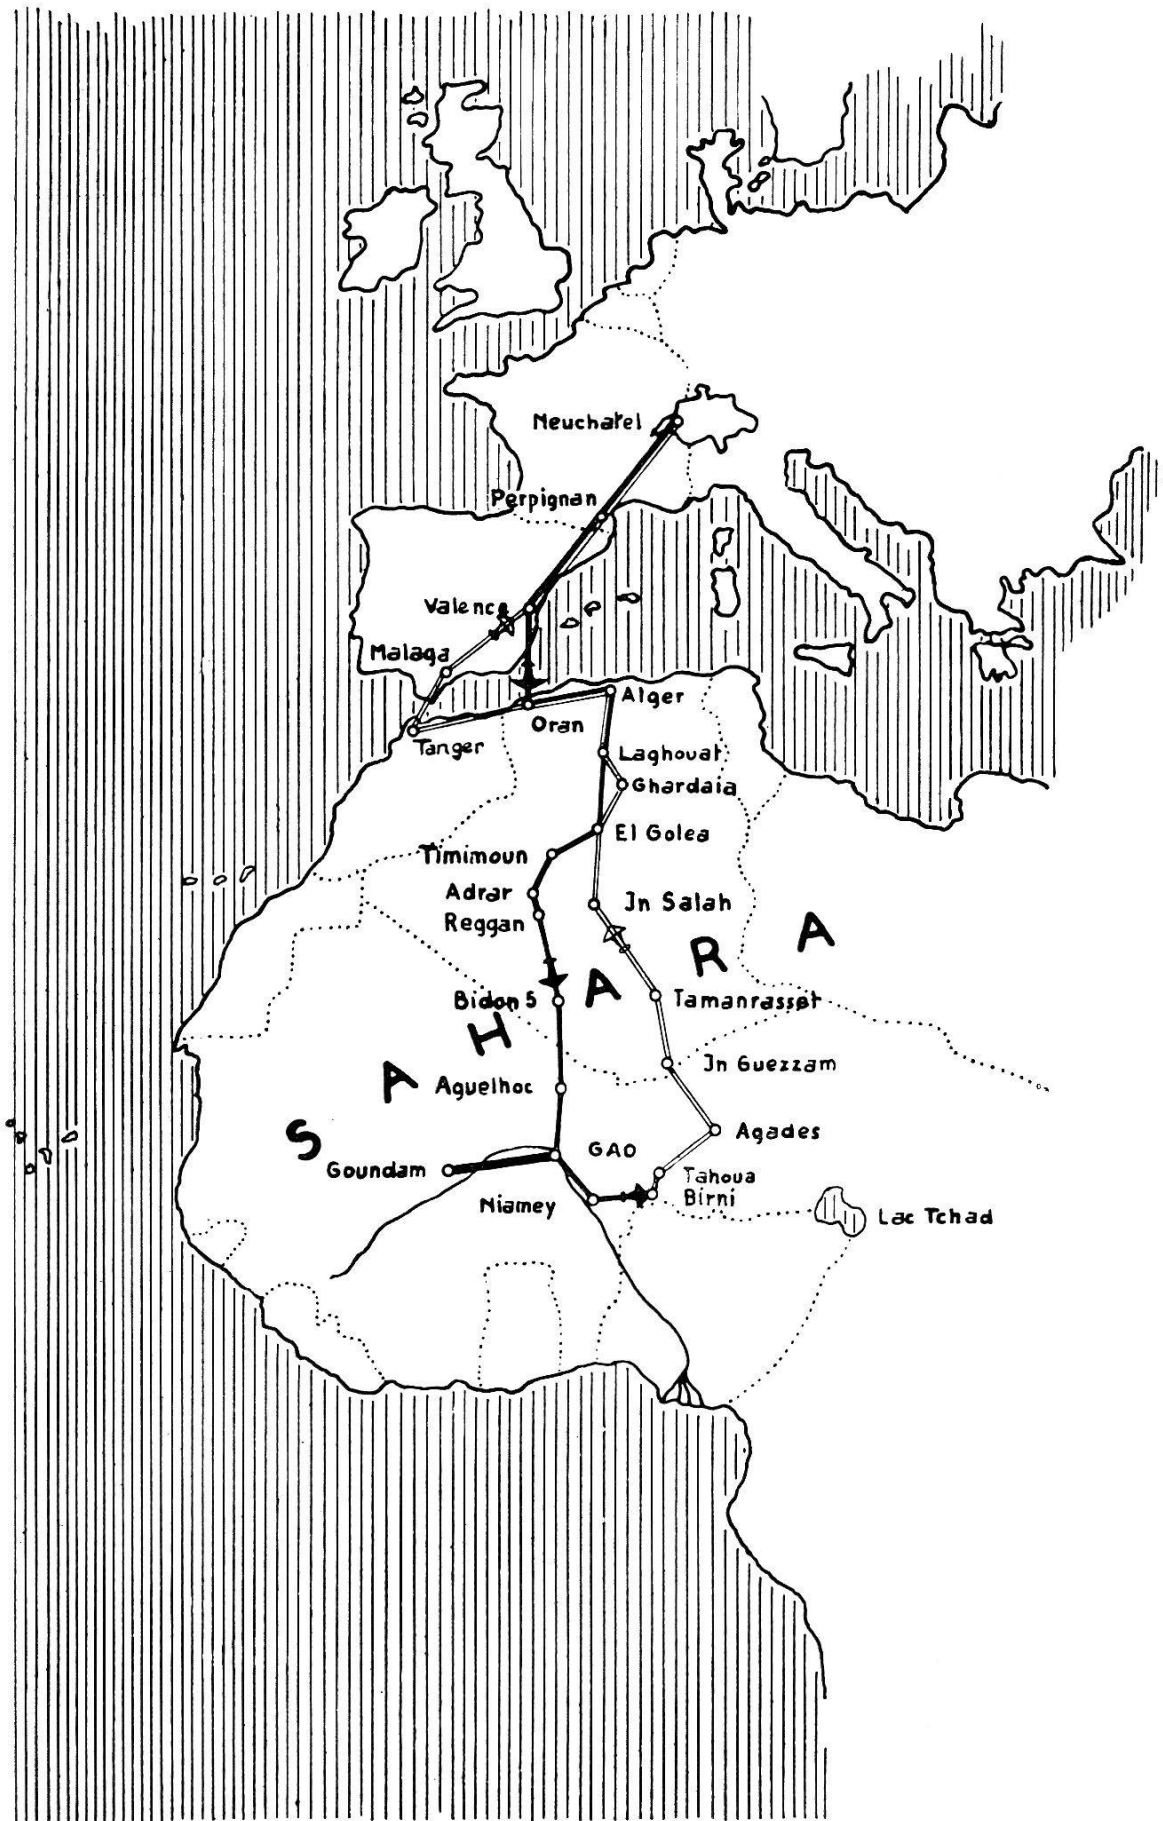 Neuchatel
Perpignan
Valence
Malaga
Alger
Oran
Tanger
Laghouat
Ghardaia
El Golea
Timimoun
Adrar
Jn Salah
Reggan
SAHARA
Bidon 5
Tamanrasset
Jn Guezzam
Aguelhoc
Agades
GAO
Goundam
Tahoua
Birni
Niamey
Lac Tchad